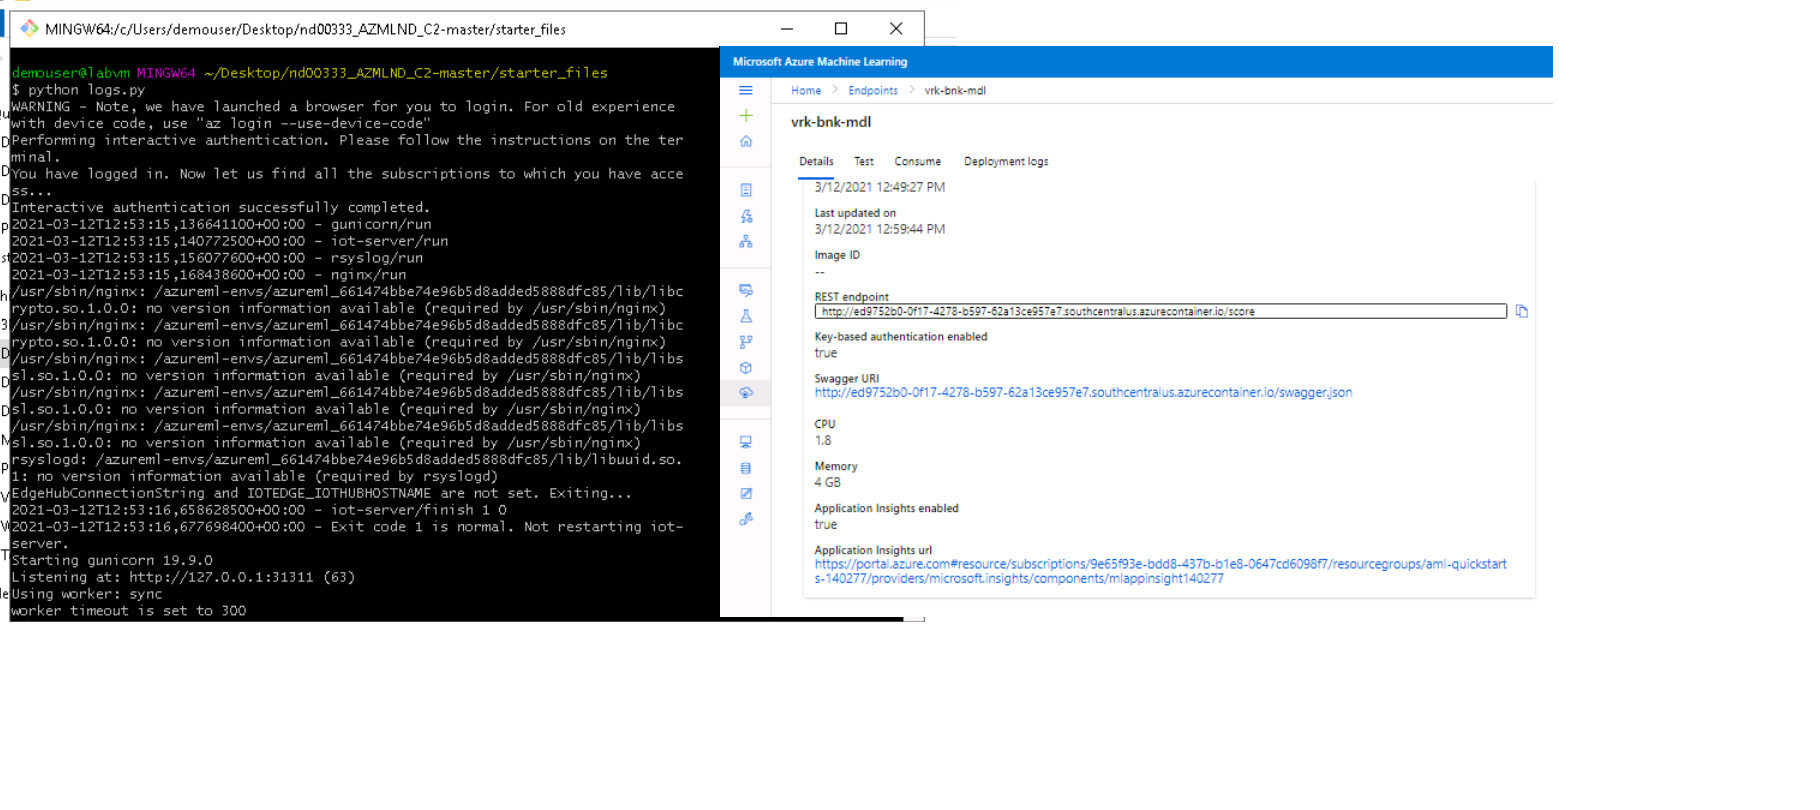 MINGW64:/c/Users/demouser/Desktop/nd00333_AZMLND_C2-master/starter_files
demouser@labvm MINGW64 ~/Desktop/nd00333_AZMLND_C2-master/starter_files
$ python logs.py
WARNING - Note, we have launched a browser for you to login. For old experience
with device code, use "az login --use-device-code"
Performing interactive authentication. Please follow the instructions on the ter
minal.
You have logged in. Now let us find all the subscriptions to which you have acce
ss...
Interactive authentication successfully completed.
2021-03-12T12:53:15,136641100+00:00 - gunicorn/run
2021-03-12T12:53:15,140772500+00:00 - iot-server/run
2021-03-12T12:53:15,156077600+00:00 - rsyslog/run
2021-03-12T12:53:15,168438600+00:00 - nginx/run
/usr/sbin/nginx: /azureml-envs/azureml_661474bbe74e96b5d8added5888dfc85/lib/libc
rypto.so.1.0.0: no version information available (required by /usr/sbin/nginx)
/usr/sbin/nginx: /azureml-envs/azureml_661474bbe74e96b5d8added5888dfc85/lib/libc
rypto.so.1.0.0: no version information available (required by /usr/sbin/nginx)
/usr/sbin/nginx: /azureml-envs/azureml_661474bbe74e96b5d8added5888dfc85/lib/libs
sl.so.1.0.0: no version information available (required by /usr/sbin/nginx)
/usr/sbin/nginx: /azureml-envs/azureml_661474bbe74e96b5d8added5888dfc85/lib/libs
sl.so.1.0.0: no version information available (required by /usr/sbin/nginx)
/usr/sbin/nginx: /azureml-envs/azureml_661474bbe74e96b5d8added5888dfc85/lib/libs
sl.so.1.0.0: no version information available (required by /usr/sbin/nginx)
rsyslogd: /azureml-envs/azureml_661474bbe74e96b5d8added5888dfc85/lib/libuuid.so.
1: no version information available (required by rsyslogd)
EdgeHubConnectionString and IOTEDGE_IOTHUBHOSTNAME are not set. Exiting...
2021-03-12T12:53:16,658628500+00:00 - iot-server/finish 1 0
2021-03-12T12:53:16,677698400+00:00 - Exit code 1 is normal. Not restarting iot-
server.
Starting gunicorn 19.9.0
Listening at: http://127.0.0.1:31311 (63)
Using worker: sync
worker timeout is set to 300
Microsoft Azure Machine Learning
Home > Endpoints > vrk-bnk-mdl
vrk-bnk-mdl
Details Test Consume Deployment logs
3/12/2021 12:49:27 PM
Last updated on
3/12/2021 12:59:44 PM
Image ID
--
REST endpoint
http://ed9752b0-0f17-4278-b597-62a13ce957e7.southcentralus.azurecontainer.io/score
Key-based authentication enabled
true
Swagger URI
http://ed9752b0-0f17-4278-b597-62a13ce957e7.southcentralus.azurecontainer.io/swagger.json
CPU
1.8
Memory
4 GB
Application Insights enabled
true
Application Insights url
https://portal.azure.com#resource/subscriptions/9e65f93e-bdd8-437b-b1e8-0647cd6098f7/resourcegroups/aml-quickstart
s-140277/providers/microsoft.insights/components/mlappinsight140277